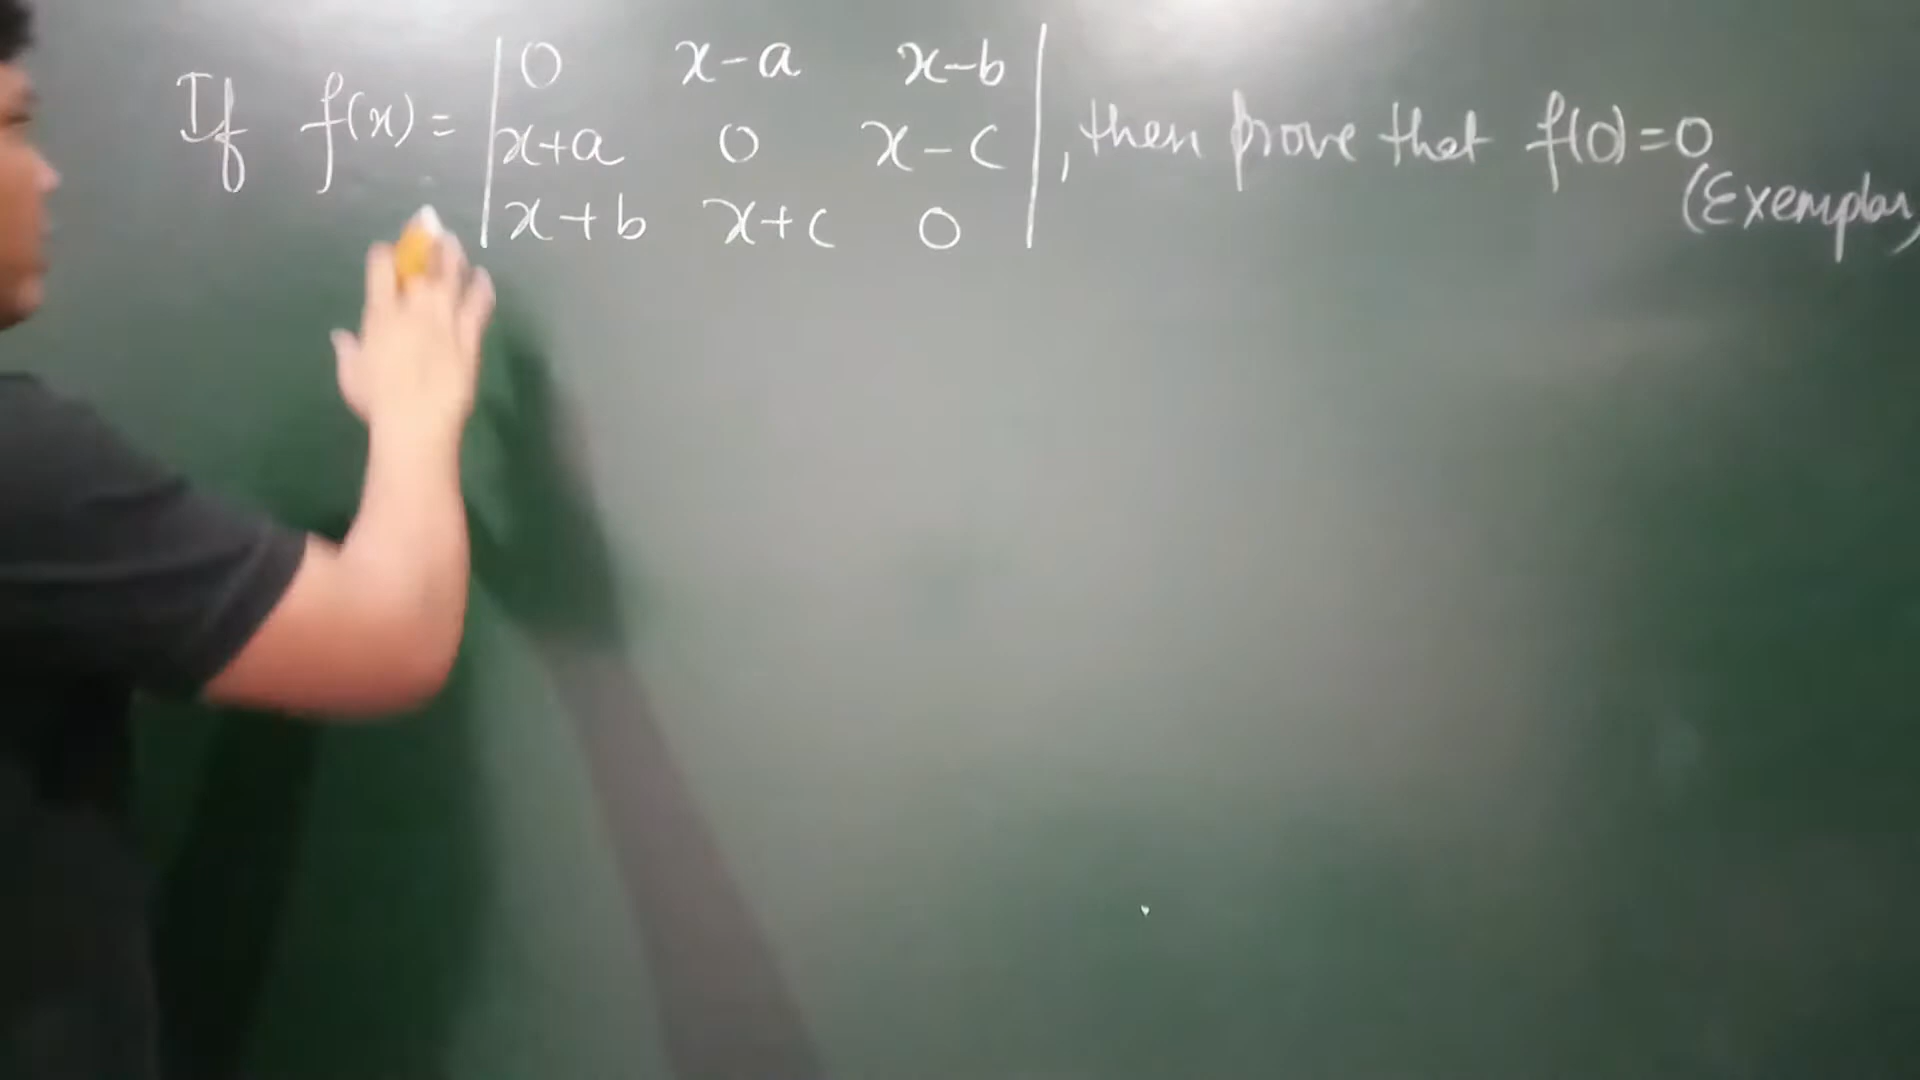 If f(x) = | 0 x-a x-b |
| x+a 0 x-c | , then prove that f(0)=0
| x+b x+c 0 | (Exemplar)